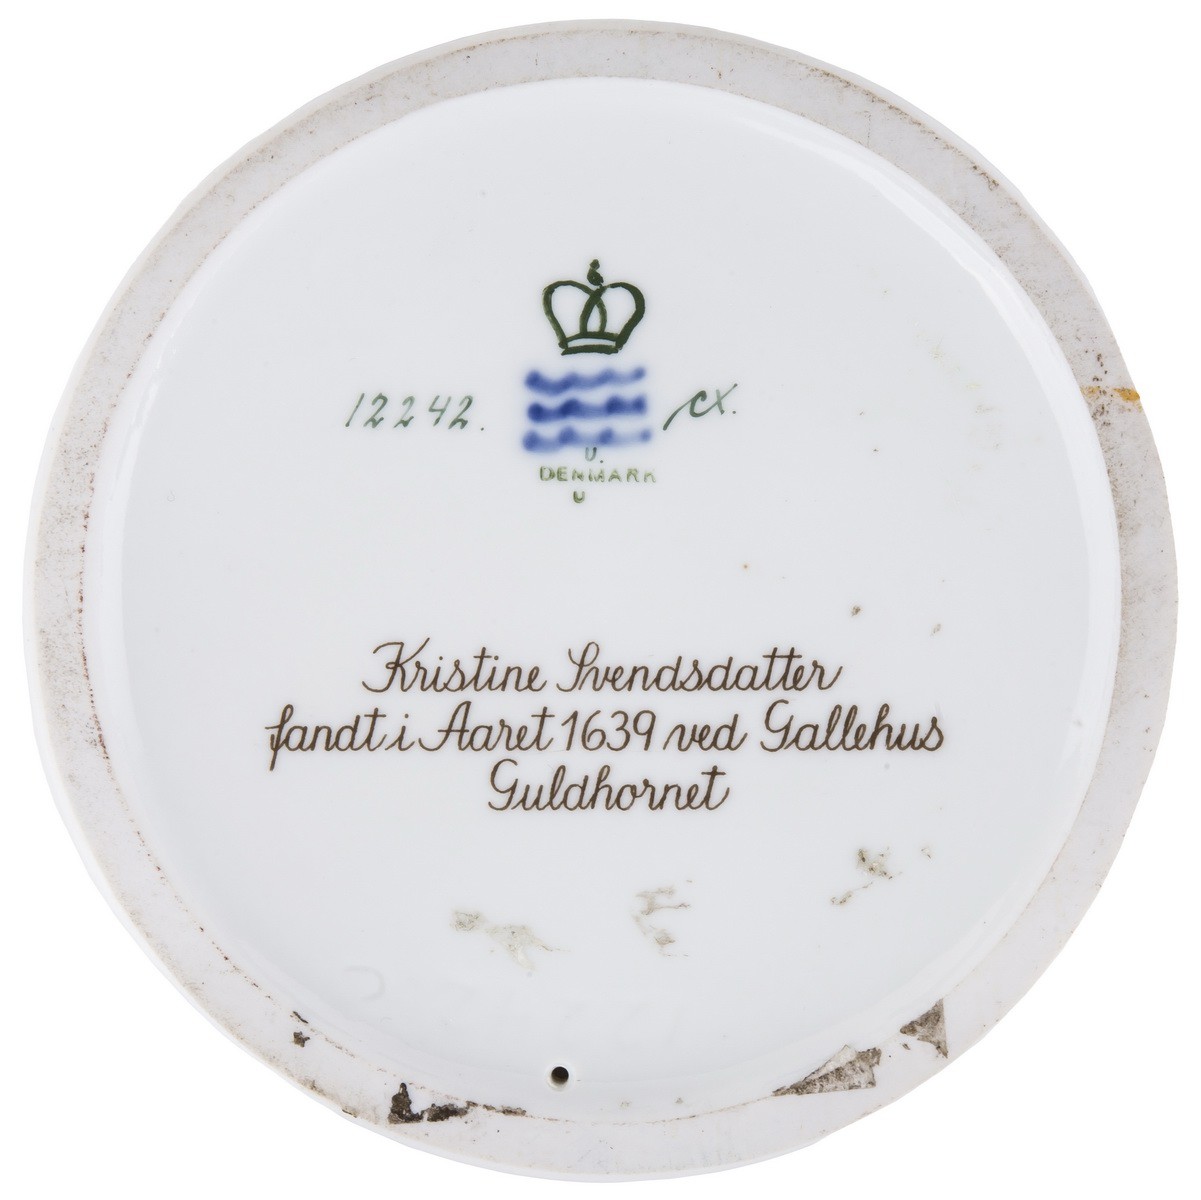 12242. CX.
U.
DENMARK
U
Kristine Svendsdatter
fandt i Aaret 1639 ved Gallehus
Guldhornet